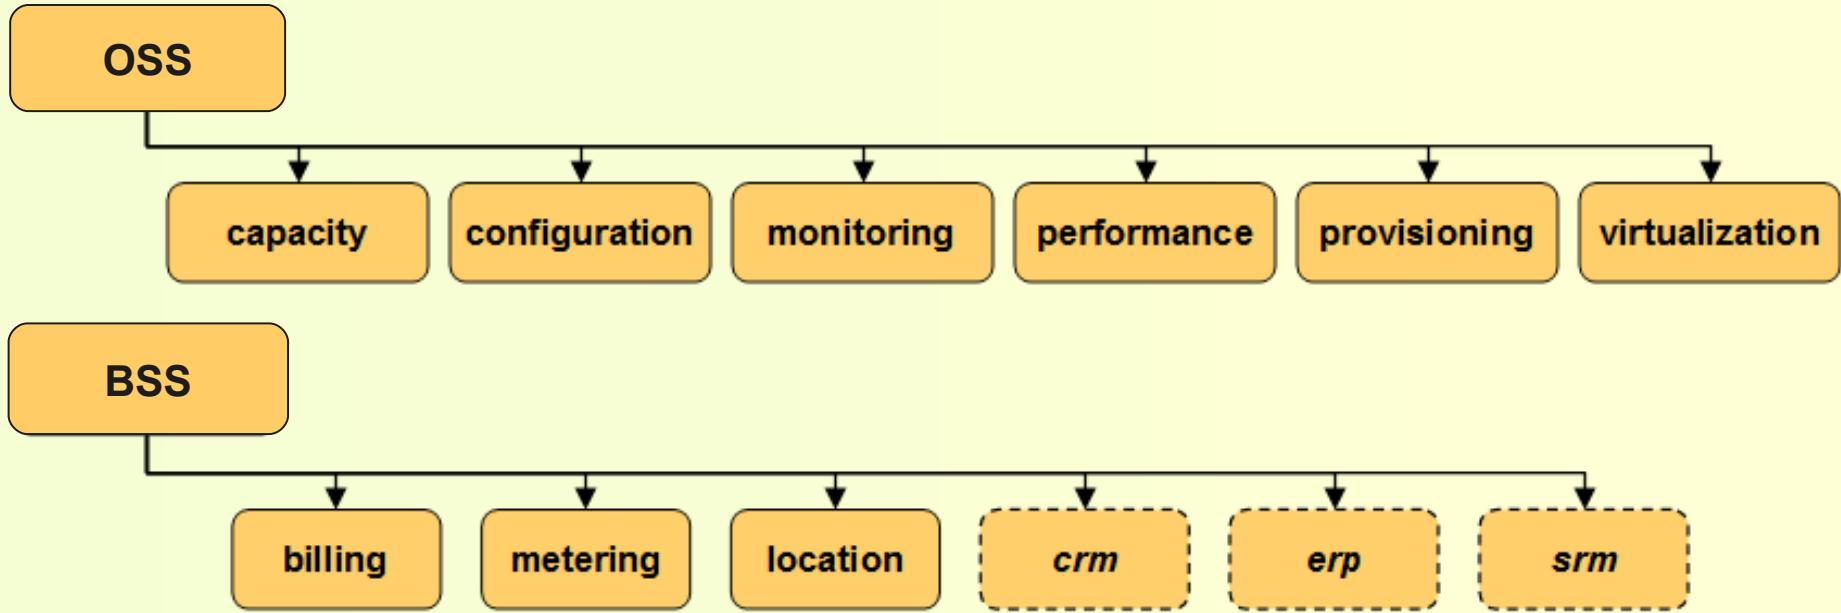 OSS
capacity configuration monitoring performance provisioning virtualization
BSS
billing metering location crm erp srm